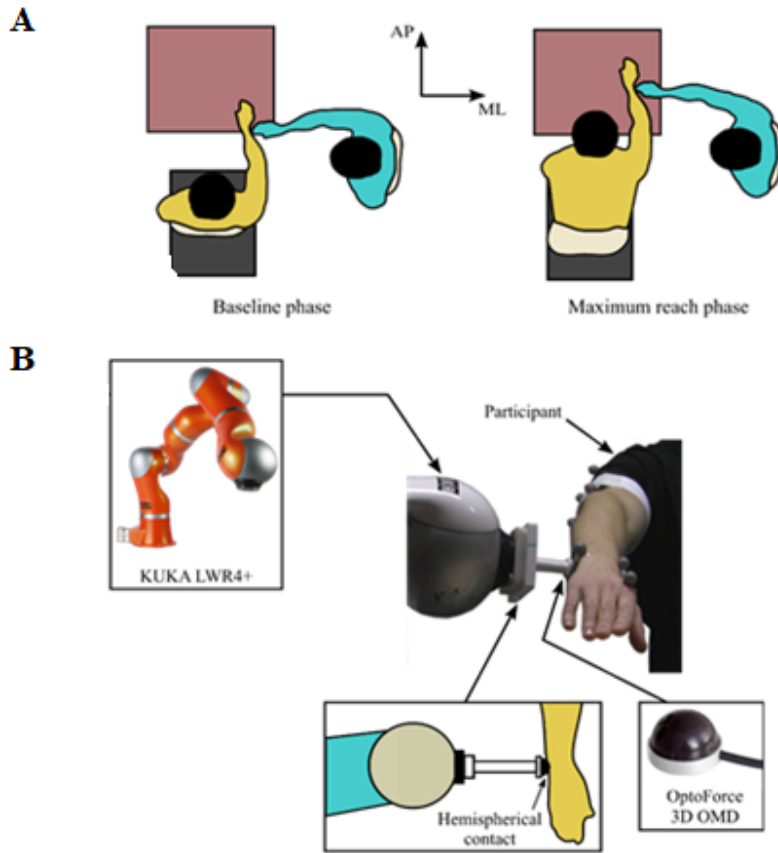 A
AP
ML
Baseline phase
Maximum reach phase
B
Participant
KUKA LWR4+
Hemispherical
contact
OptoForce
3D OMD